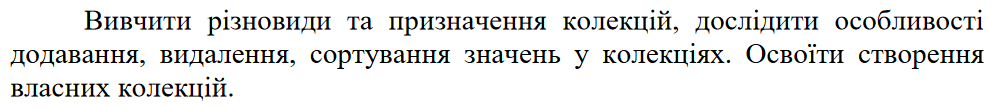 Вивчити різновиди та призначення колекцій, дослідити особливості
додавання, видалення, сортування значень у колекціях. Освоїти створення
власних колекцій.